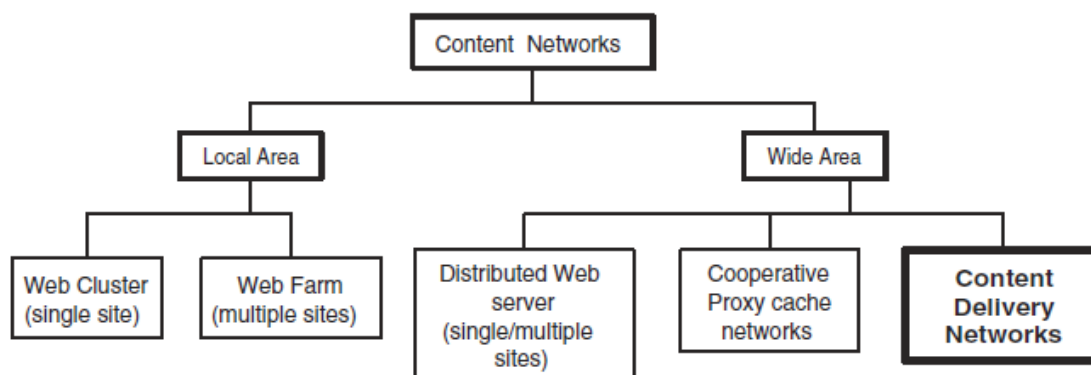 Content Networks
Local Area
Wide Area
Web Cluster
(single site)
Web Farm
(multiple sites)
Distributed Web
server
(single/multiple
sites)
Cooperative
Proxy cache
networks
Content
Delivery
Networks